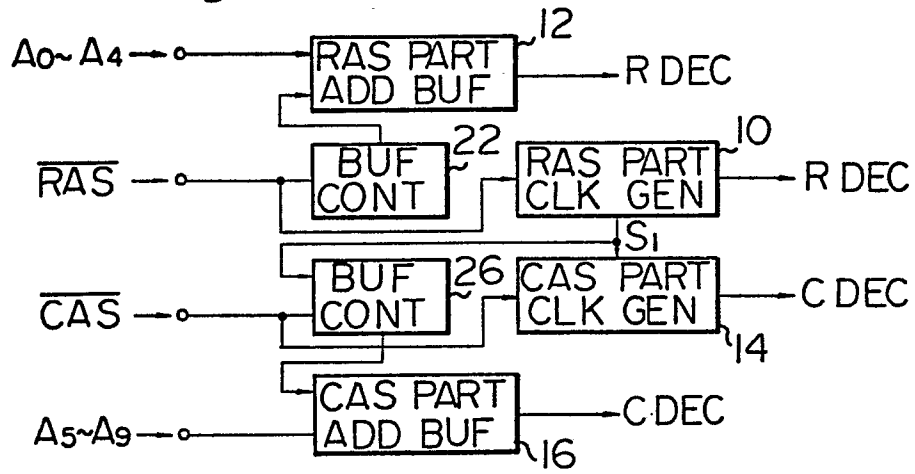 12
A0~A4
RAS PART
ADD BUF
R DEC
22
10
RAS
BUF
CONT
RAS PART
CLK GEN
R DEC
S1
26
CAS
BUF
CONT
CAS PART
CLK GEN
C DEC
14
A5~A9
CAS PART
ADD BUF
C DEC
16